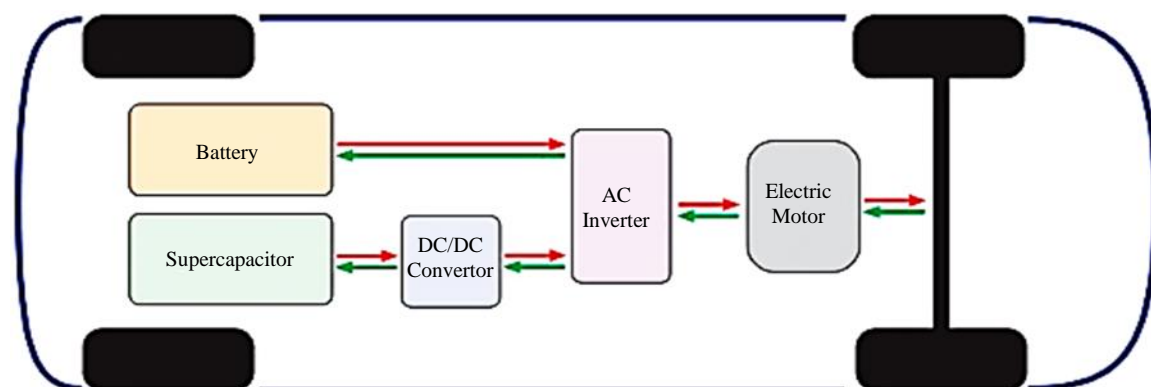 Battery
Supercapacitor
DC/DC
Convertor
AC
Inverter
Electric
Motor